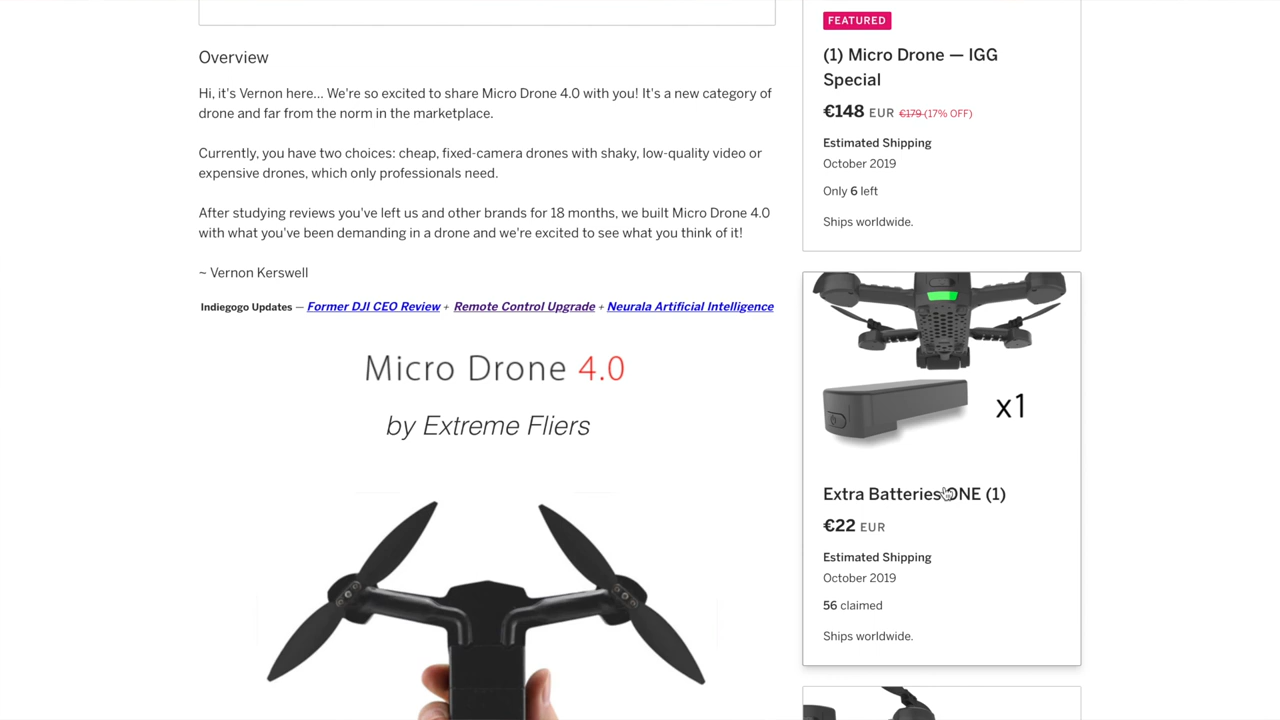 Overview
Hi, it's Vernon here... We're so excited to share Micro Drone 4.0 with you! It's a new category of
drone and far from the norm in the marketplace.
Currently, you have two choices: cheap, fixed-camera drones with shaky, low-quality video or
expensive drones, which only professionals need.
After studying reviews you've left us and other brands for 18 months, we built Micro Drone 4.0
with what you've been demanding in a drone and we're excited to see what you think of it!
~ Vernon Kerswell
Indiegogo Updates — Former DJI CEO Review + Remote Control Upgrade + Neurala Artificial Intelligence
Micro Drone 4.0
by Extreme Fliers
FEATURED
(1) Micro Drone — IGG
Special
€148 EUR €179 (17% OFF)
Estimated Shipping
October 2019
Only 6 left
Ships worldwide.
x1
Extra Batteries ONE (1)
€22 EUR
Estimated Shipping
October 2019
56 claimed
Ships worldwide.